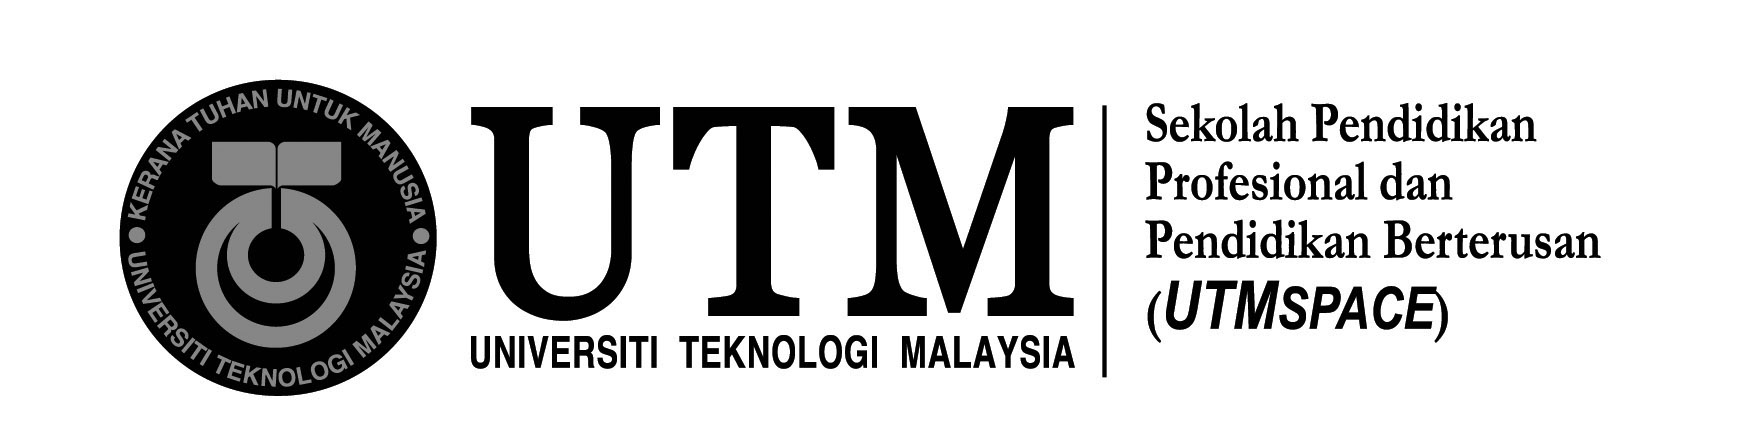 KERANA TUHAN UNTUK MANUSIA
UNIVERSITI TEKNOLOGI MALAYSIA
UTM
UNIVERSITI TEKNOLOGI MALAYSIA
Sekolah Pendidikan
Profesional dan
Pendidikan Berterusan
(UTMSPACE)